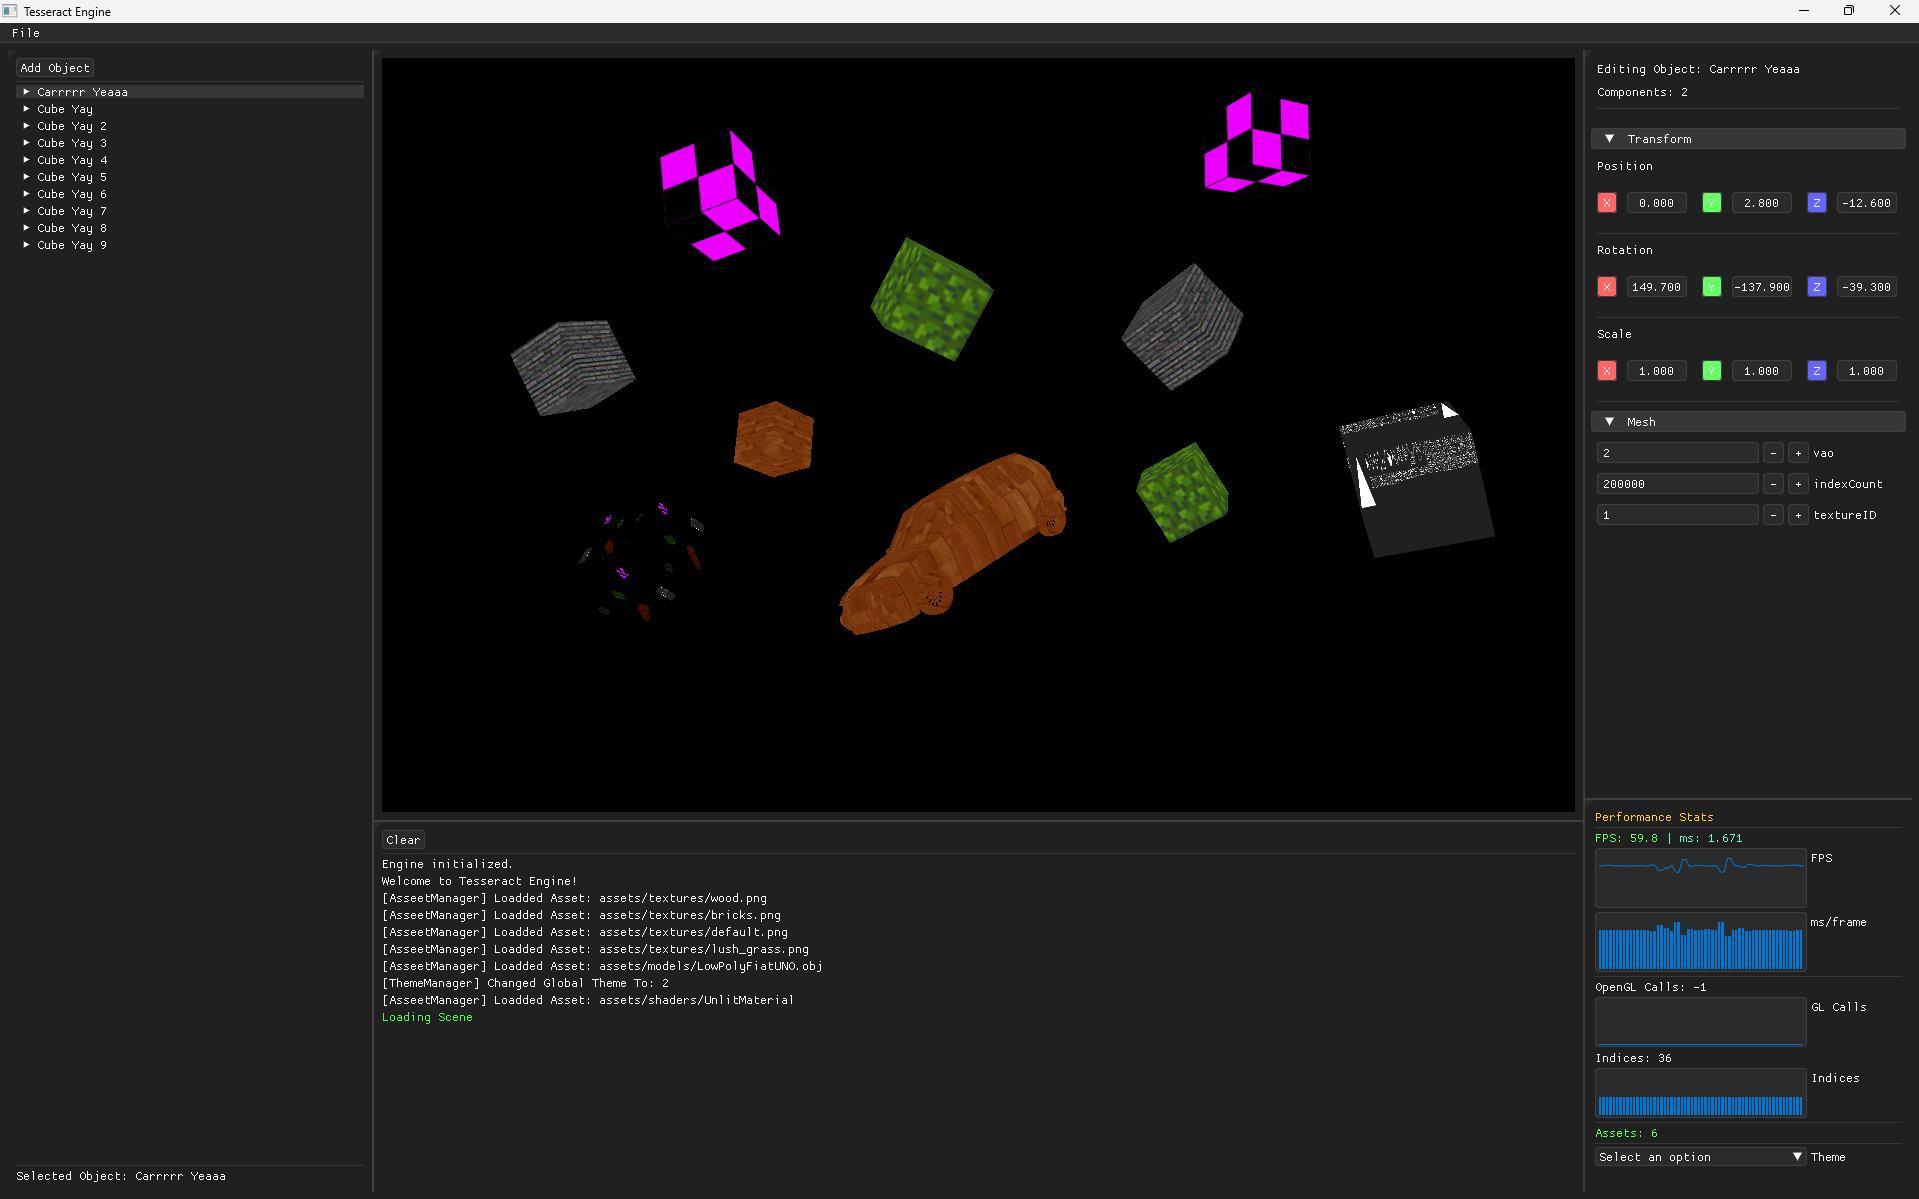 Tesseract Engine
File
Add Object
Carrrrr Yeaaa
Cube Yay
Cube Yay 2
Cube Yay 3
Cube Yay 4
Cube Yay 5
Cube Yay 6
Cube Yay 7
Cube Yay 8
Cube Yay 9
Selected Object: Carrrrr Yeaaa
Clear
Engine initialized.
Welcome to Tesseract Engine!
[AsseetManager] Loadded Asset: assets/textures/wood.png
[AsseetManager] Loadded Asset: assets/textures/bricks.png
[AsseetManager] Loadded Asset: assets/textures/default.png
[AsseetManager] Loadded Asset: assets/textures/lush_grass.png
[AsseetManager] Loadded Asset: assets/models/LowPolyFiatUNO.obj
[ThemeManager] Changed Global Theme To: 2
[AsseetManager] Loadded Asset: assets/shaders/UnlitMaterial
Loading Scene
Editing Object: Carrrrr Yeaaa
Components: 2
Transform
Position
X 0.000 Y 2.800 Z -12.600
Rotation
X 149.700 Y -137.900 Z -39.300
Scale
X 1.000 Y 1.000 Z 1.000
Mesh
2 - + vao
200000 - + indexCount
1 - + textureID
Performance Stats
FPS: 59.8 | ms: 1.671
FPS
ms/frame
OpenGL Calls: -1
GL Calls
Indices: 36
Indices
Assets: 6
Select an option Theme